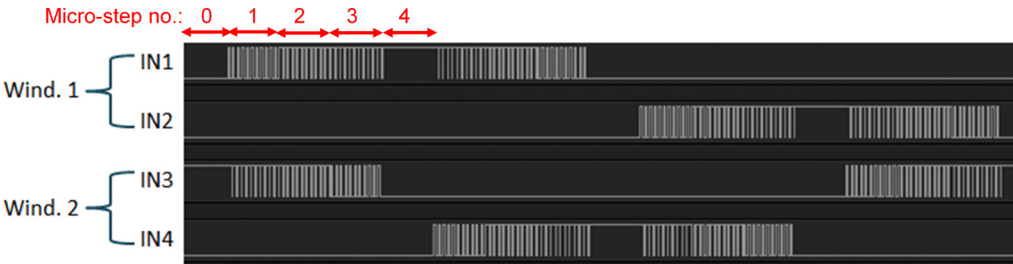 Micro-step no.: 0 1 2 3 4
IN1
Wind. 1
IN2
IN3
Wind. 2
IN4